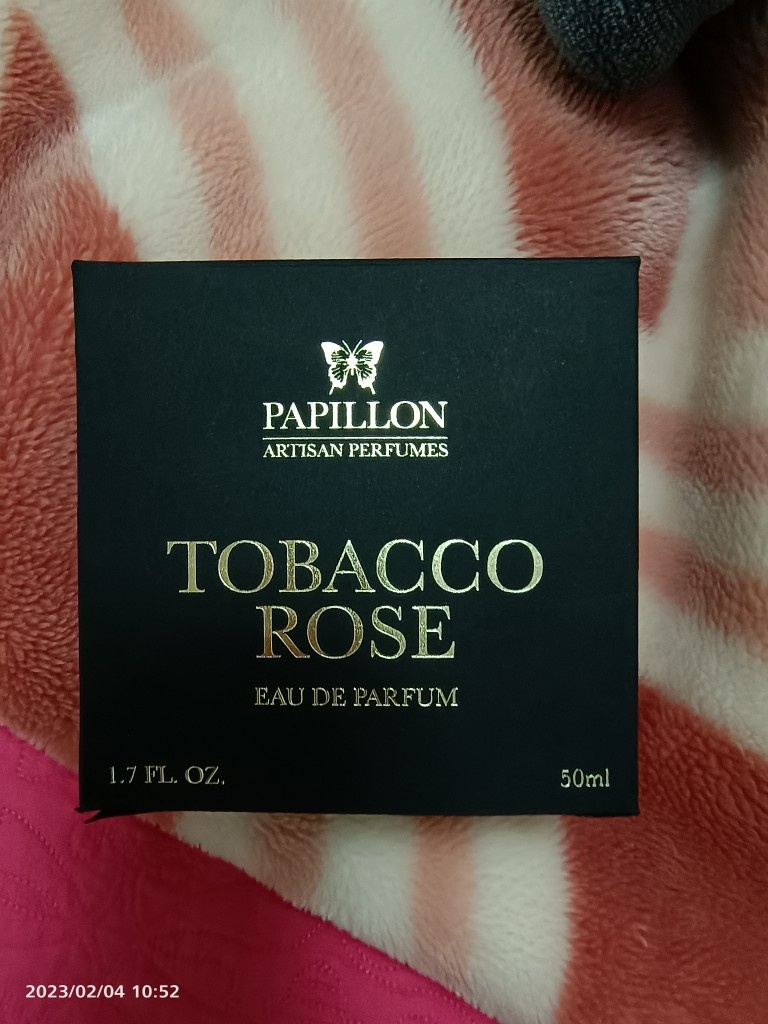 PAPILLON
ARTISAN PERFUMES
TOBACCO
ROSE
EAU DE PARFUM
1.7 FL. OZ. 50ml
2023/02/04 10:52